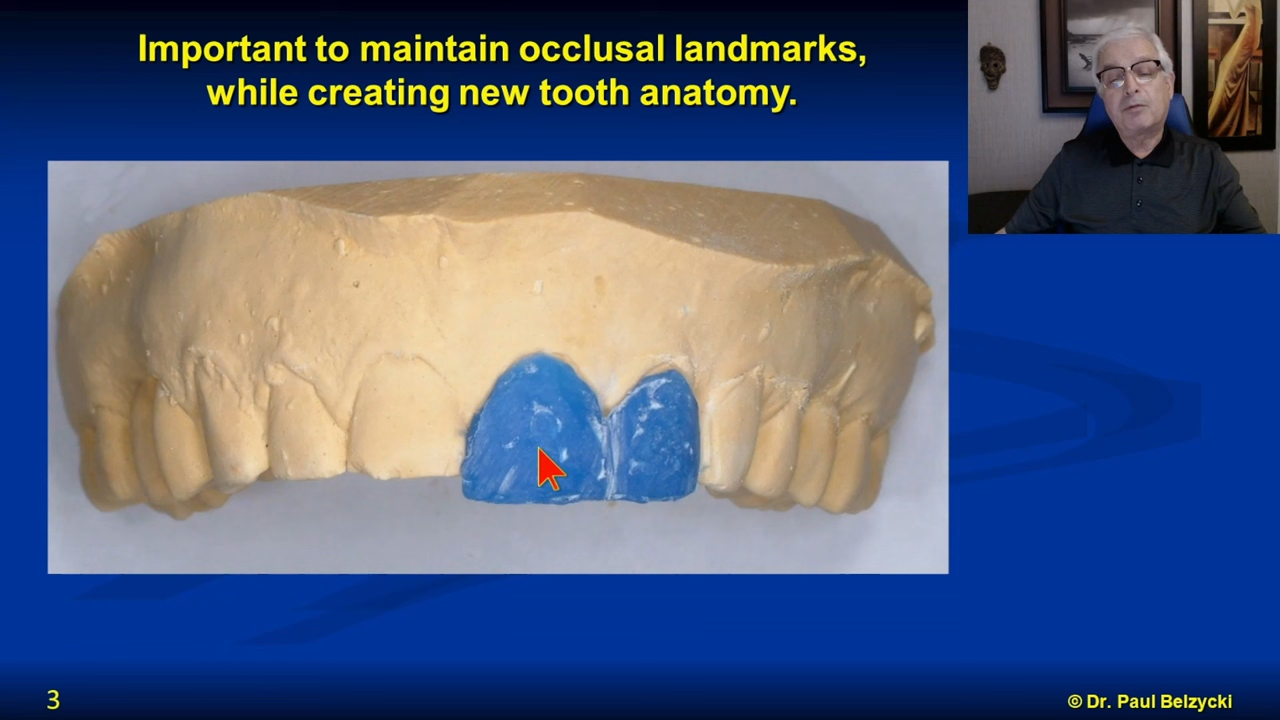 Important to maintain occlusal landmarks,
while creating new tooth anatomy.
3
© Dr. Paul Belzycki